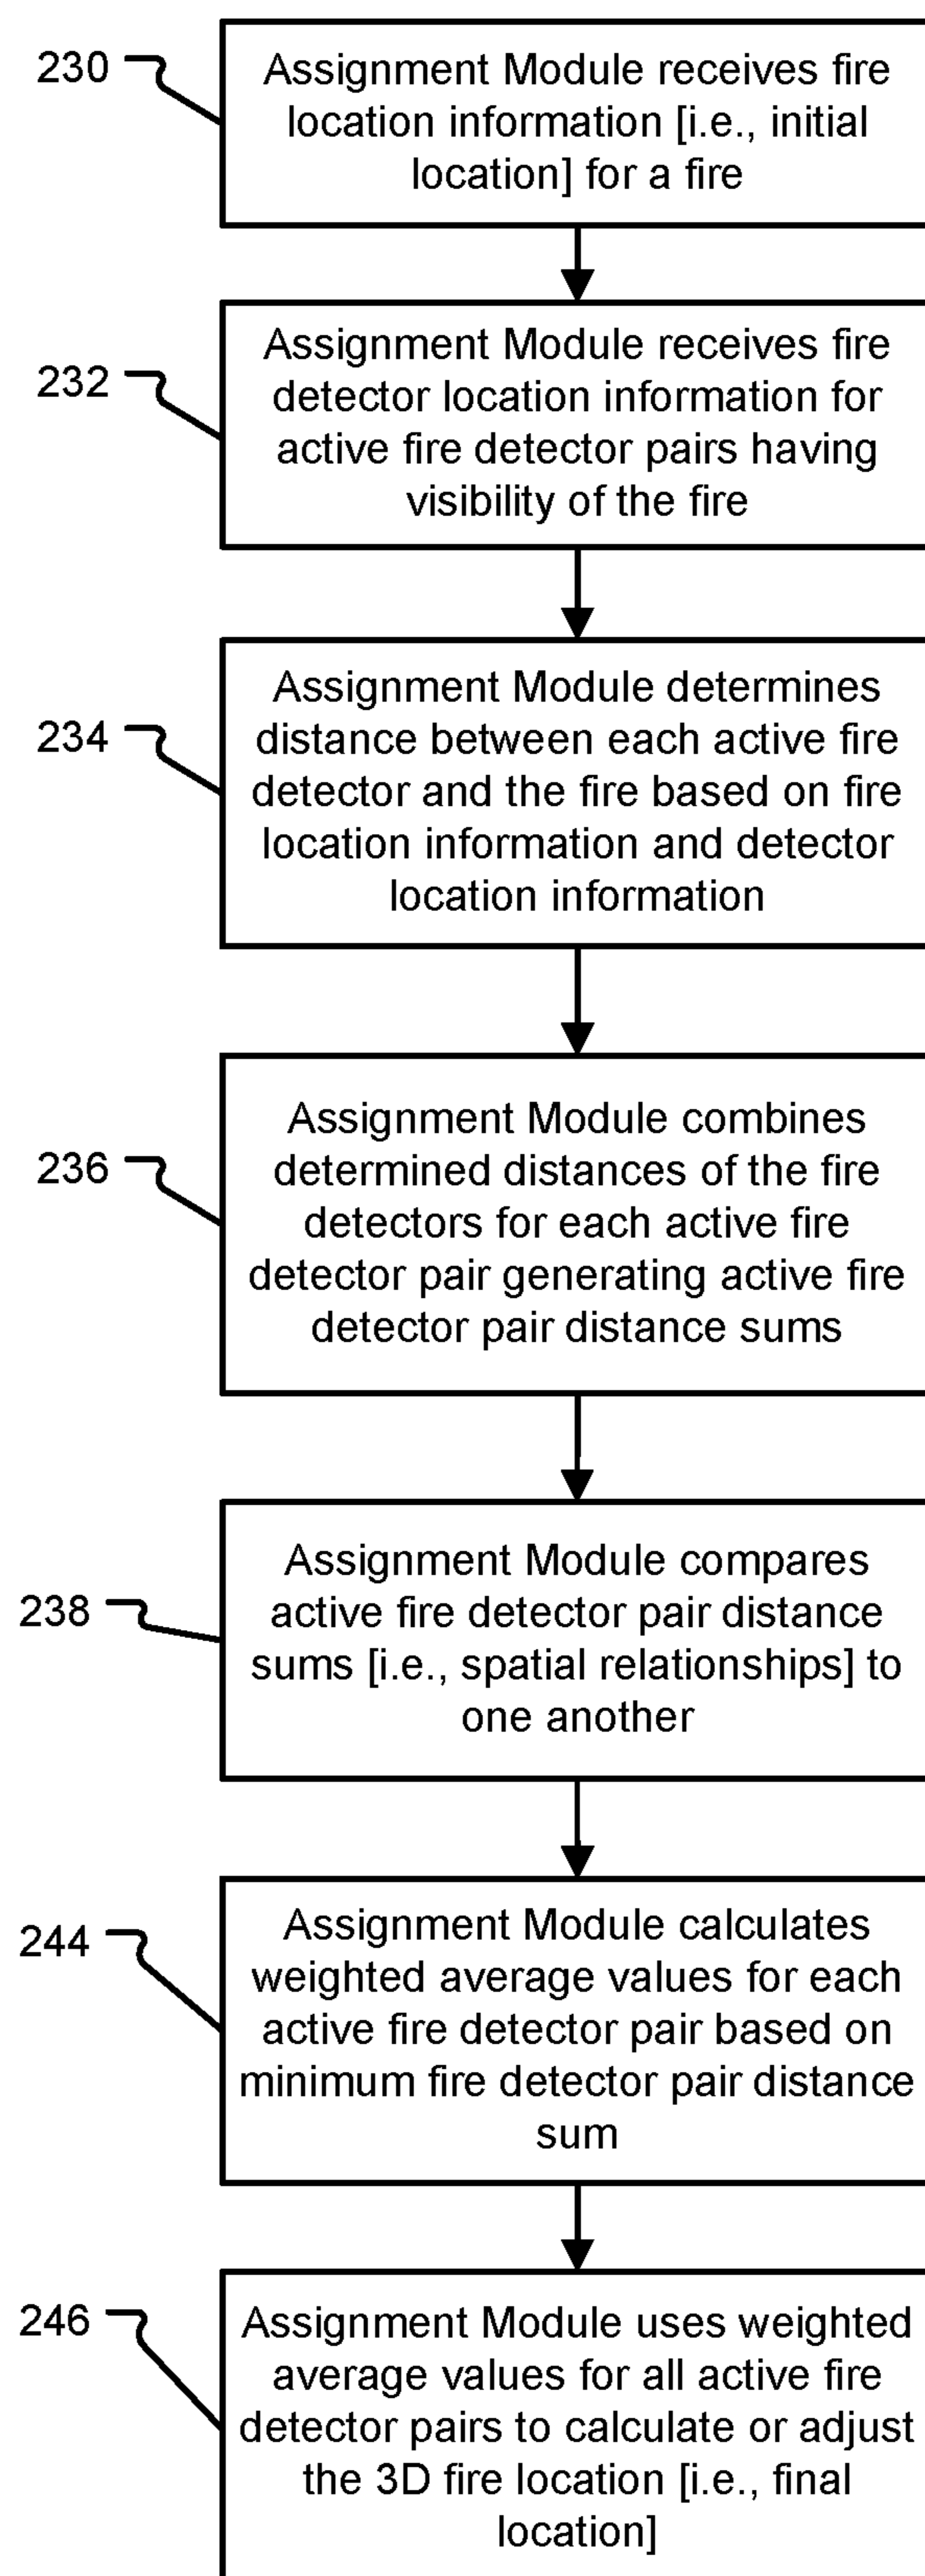 230
Assignment Module receives fire
location information [i.e., initial
location] for a fire
232
Assignment Module receives fire
detector location information for
active fire detector pairs having
visibility of the fire
234
Assignment Module determines
distance between each active fire
detector and the fire based on fire
location information and detector
location information
236
Assignment Module combines
determined distances of the fire
detectors for each active fire
detector pair generating active fire
detector pair distance sums
238
Assignment Module compares
active fire detector pair distance
sums [i.e., spatial relationships] to
one another
244
Assignment Module calculates
weighted average values for each
active fire detector pair based on
minimum fire detector pair distance
sum
246
Assignment Module uses weighted
average values for all active fire
detector pairs to calculate or adjust
the 3D fire location [i.e., final
location]